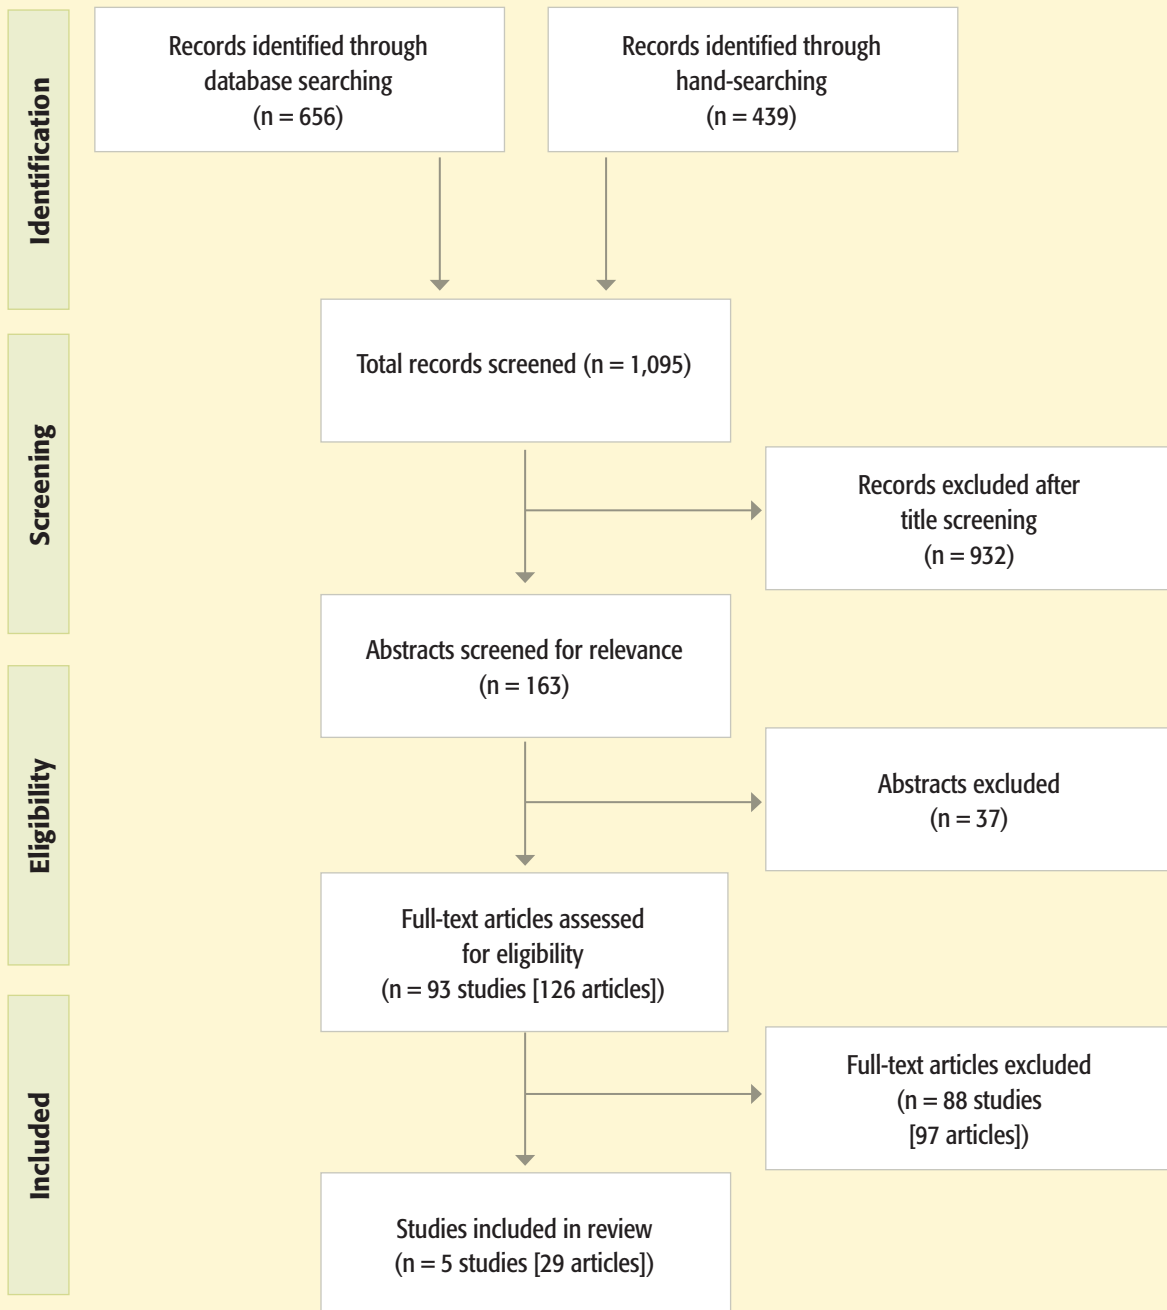 Identification
Records identified through
database searching
(n = 656)
Records identified through
hand-searching
(n = 439)
Screening
Total records screened (n = 1,095)
Records excluded after
title screening
(n = 932)
Abstracts screened for relevance
(n = 163)
Eligibility
Abstracts excluded
(n = 37)
Full-text articles assessed
for eligibility
(n = 93 studies [126 articles])
Included
Full-text articles excluded
(n = 88 studies
[97 articles])
Studies included in review
(n = 5 studies [29 articles])